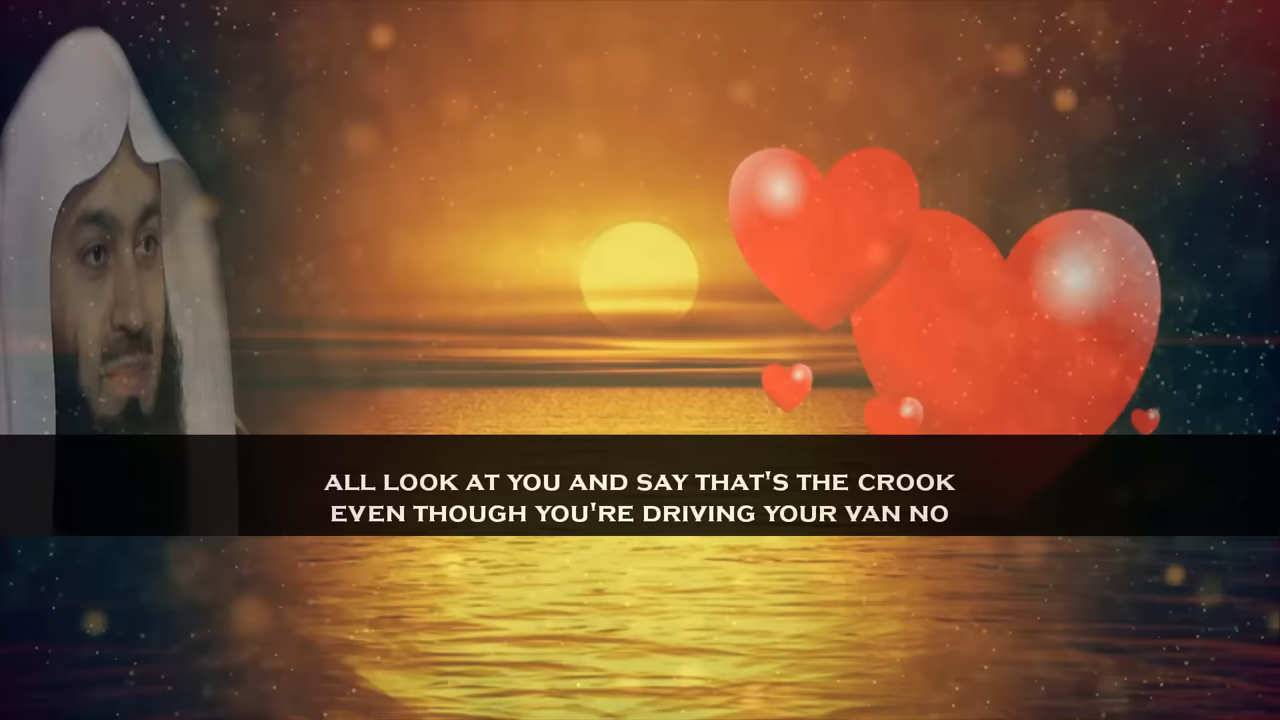 ALL LOOK AT YOU AND SAY THAT'S THE CROOK
EVEN THOUGH YOU'RE DRIVING YOUR VAN NO